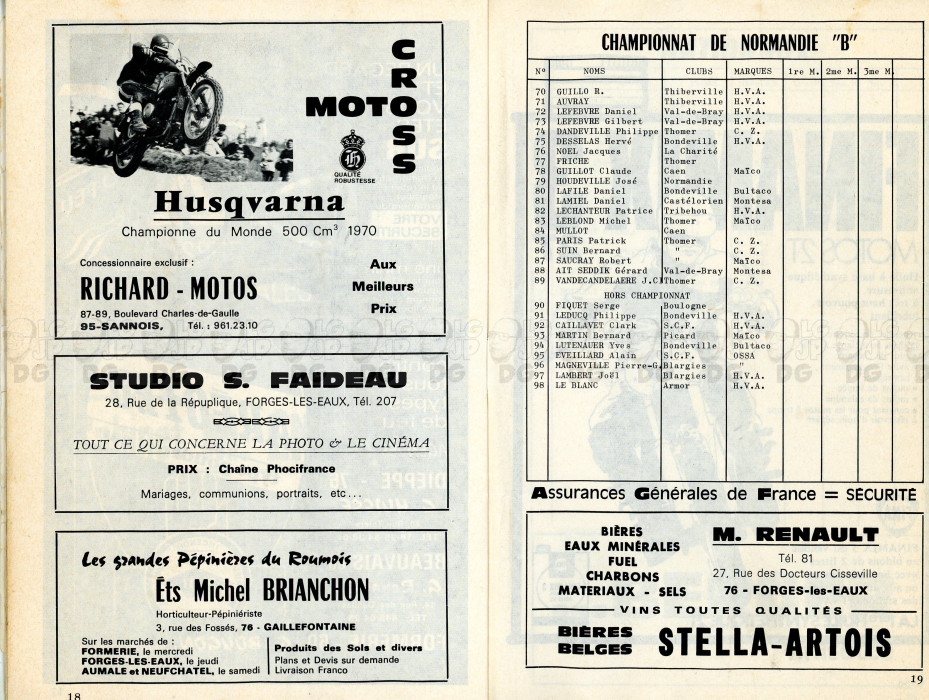 CROSS
MOTO
QUALITÉ
ROBUSTESSE
Husqvarna
Championne du Monde 500 Cm³ 1970
Concessionnaire exclusif :
RICHARD - MOTOS
87-89, Boulevard Charles-de-Gaulle
95-SANNOIS, Tél. : 961.23.10
Aux
Meilleurs
Prix
STUDIO S. FAIDEAU
28, Rue de la Répuplique, FORGES-LES-EAUX, Tél. 207
TOUT CE QUI CONCERNE LA PHOTO & LE CINÉMA
PRIX : Chaîne Phocifrance
Mariages, communions, portraits, etc...
Les grandes Pépinières du Roumois
Éts Michel BRIANCHON
Horticulteur-Pépiniériste
3, rue des Fossés, 76 - GAILLEFONTAINE
Sur les marchés de :
FORMERIE, le mercredi
FORGES-LES-EAUX, le jeudi
AUMALE et NEUFCHATEL, le samedi
Produits des Sols et divers
Plans et Devis sur demande
Livraison Franco
18
CHAMPIONNAT DE NORMANDIE "B"
N° NOMS CLUBS MARQUES 1re M. 2me M. 3me M.
70 GUILLO R. Thiberville H.V.A.
71 AUVRAY Thiberville H.V.A.
72 LEFEBVRE Daniel Val-de-Bray H.V.A.
73 LEFEBVRE Gilbert Val-de-Bray H.V.A.
74 DANDEVILLE Philippe Thomer C. Z.
75 DESSELAS Hervé Bondeville H.V.A.
76 NOEL Jacques La Charité
77 FRICHE Thomer
78 GUILLOT Claude Caen Maïco
79 HOUDEVILLE José Normandie
80 LAFILE Daniel Bondeville Bultaco
81 LAMIEL Daniel Castélorien Montesa
82 LECHANTEUR Patrice Tribehou H.V.A.
83 LEBLOND Michel Thomer Maïco
84 MULLOT Caen
85 PARIS Patrick Thomer C. Z.
86 SUIN Bernard " C. Z.
87 SAUCRAY Robert " Maïco
88 AIT SEDDIK Gérard Val-de-Bray Montesa
89 VANDECANDELAERE J.C. Thomer C. Z.
HORS CHAMPIONNAT
90 FIQUET Serge Boulogne
91 LEDUCQ Philippe Bondeville H.V.A.
92 CAILLAVET Clark S.C.F. H.V.A.
93 MARTIN Bernard Picard Maïco
94 LUTENAUER Yves Bondeville Bultaco
95 EVEILLARD Alain S.C.F. OSSA
96 MAGNEVILLE Pierre-G. Blargies "
97 LAMBERT Joël Blargies H.V.A.
98 LE BLANC Armor H.V.A.
Assurances Générales de France = SÉCURITÉ
BIÈRES
EAUX MINÉRALES
FUEL
CHARBONS
MATERIAUX - SELS
M. RENAULT
Tél. 81
27, Rue des Docteurs Cisseville
76 - FORGES-les-EAUX
VINS TOUTES QUALITÉS
BIÈRES
BELGES
STELLA-ARTOIS
19